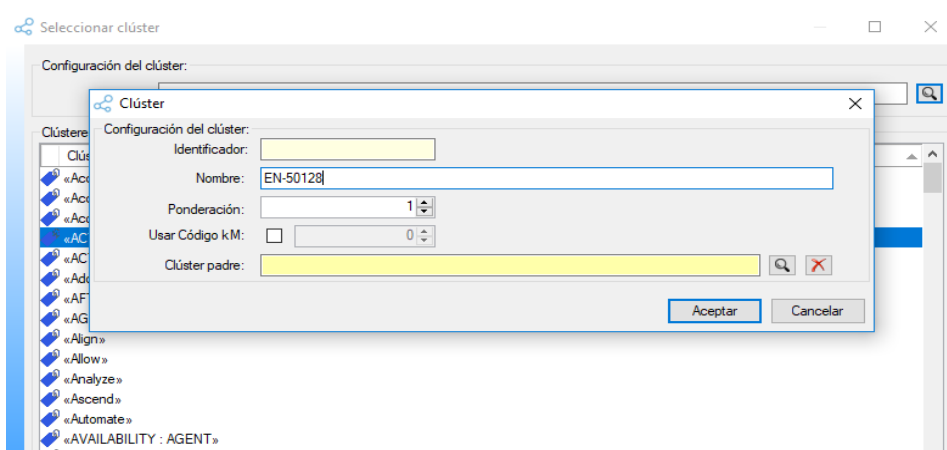 Seleccionar clúster
Configuración del clúster:
Clúster
Configuración del clúster:
Identificador:
Nombre: EN-50128
Ponderación: 1
Usar Código kM: 0
Clúster padre:
Aceptar Cancelar
«Align»
«Allow»
«Analyze»
«Ascend»
«Automate»
«AVAILABILITY : AGENT»